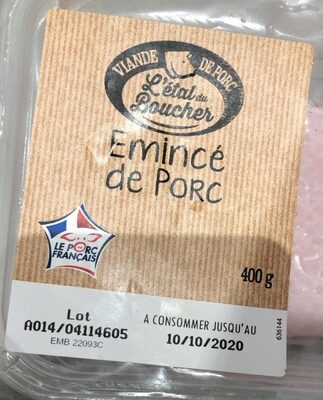 VIANDE DE PORC
L'étal du
Boucher
Emincé
de PORC
LE PORC
FRANÇAIS
400 g
Lot
A014/04114605
EMB 22093C
A CONSOMMER JUSQU'AU
10/10/2020
636144